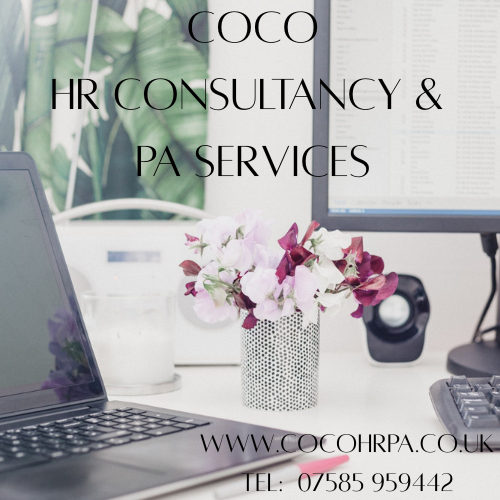 COCO
HR CONSULTANCY &
PA SERVICES
WWW.COCOHRPA.CO.UK
TEL: 07585 959442